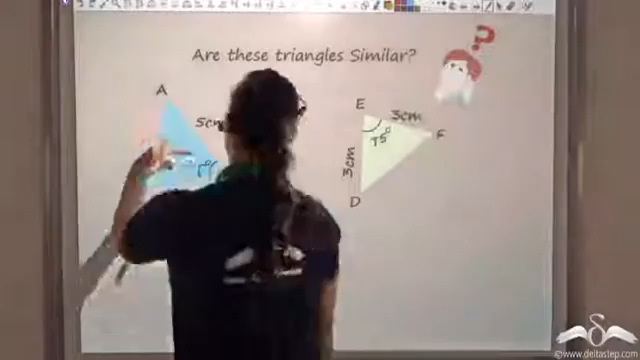 Are these triangles Similar?
?
A
5cm
E
3cm
75°
F
3cm
D
©www.deltastep.com